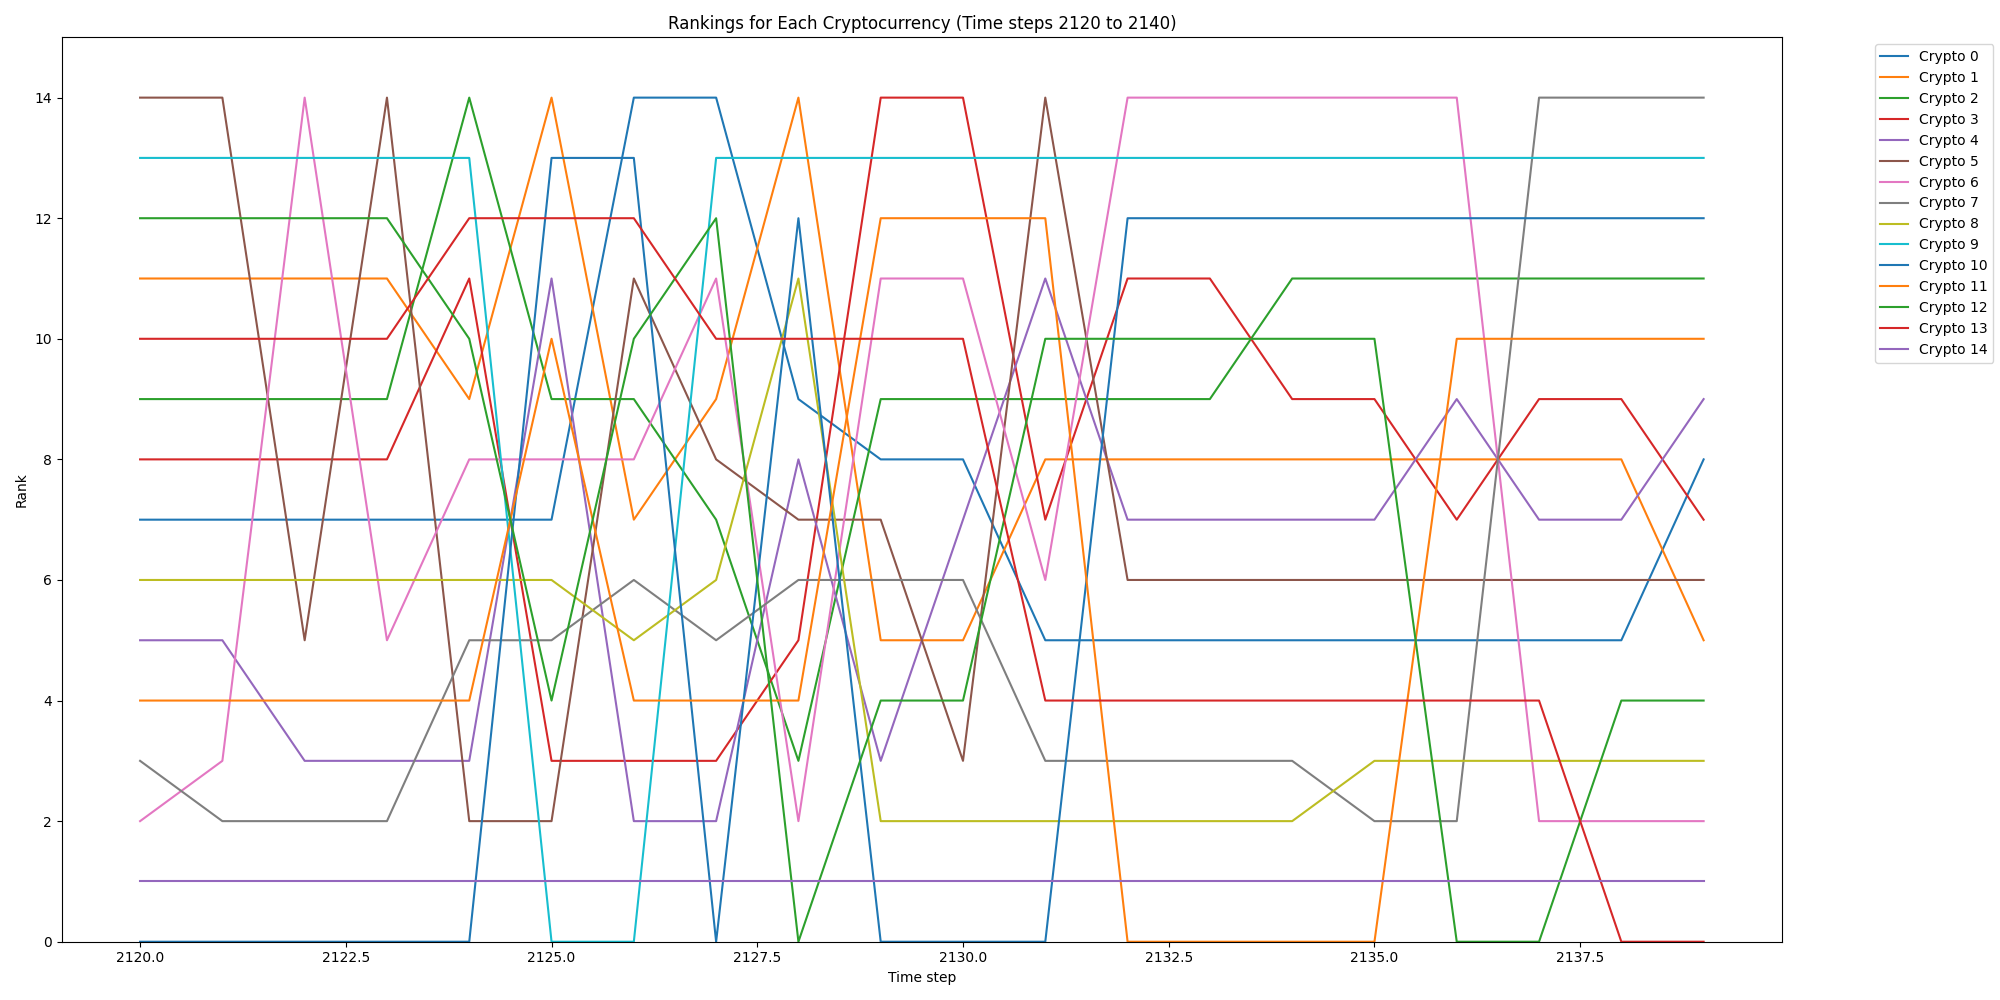 Rankings for Each Cryptocurrency (Time steps 2120 to 2140)
Rank
14
12
10
8
6
4
2
0
2120.0 2122.5 2125.0 2127.5 2130.0 2132.5 2135.0 2137.5
Time step
Crypto 0
Crypto 1
Crypto 2
Crypto 3
Crypto 4
Crypto 5
Crypto 6
Crypto 7
Crypto 8
Crypto 9
Crypto 10
Crypto 11
Crypto 12
Crypto 13
Crypto 14